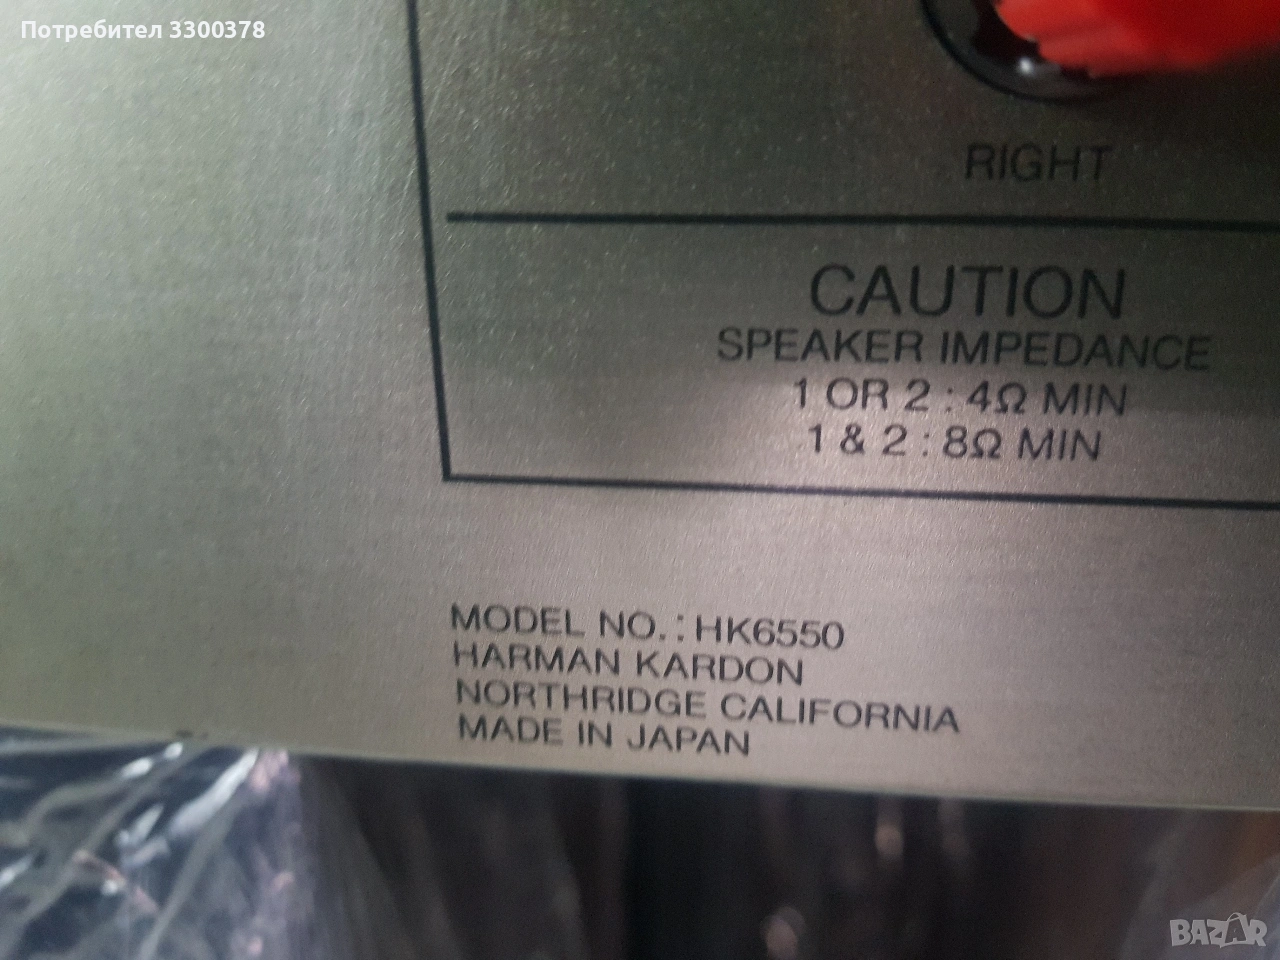 Потребител 3300378
RIGHT
CAUTION
SPEAKER IMPEDANCE
1 OR 2 : 4Ω MIN
1 & 2 : 8Ω MIN
MODEL NO.: HK6550
HARMAN KARDON
NORTHRIDGE CALIFORNIA
MADE IN JAPAN
BAZAR